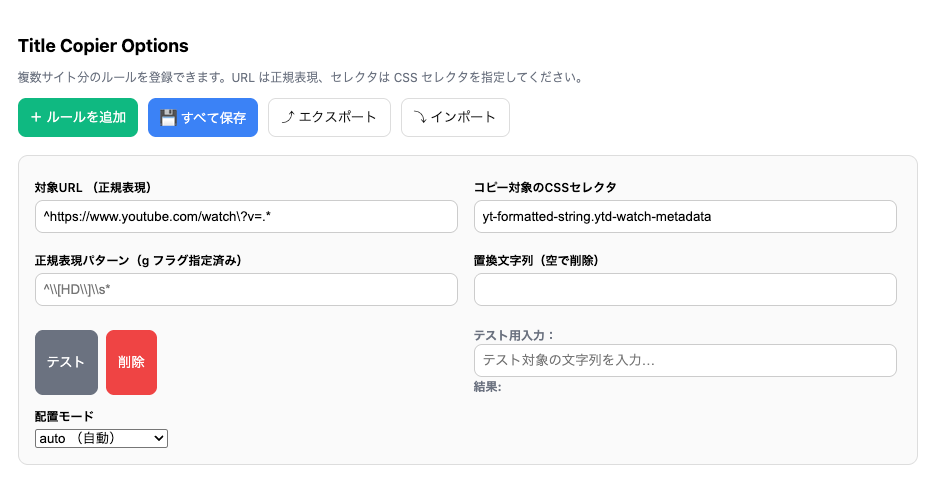 Title Copier Options
複数サイト分のルールを登録できます。URL は正規表現、セレクタは CSS セレクタを指定してください。
+ ルールを追加
💾 すべて保存
⤴ エクスポート
⤵ インポート
対象URL （正規表現）
コピー対象のCSSセレクタ
^https://www.youtube.com/watch\?v=.*
yt-formatted-string.ytd-watch-metadata
正規表現パターン（g フラグ指定済み）
置換文字列（空で削除）
^\\[HD\\]\\s*
テスト
削除
テスト用入力：
テスト対象の文字列を入力…
結果:
配置モード
auto （自動）